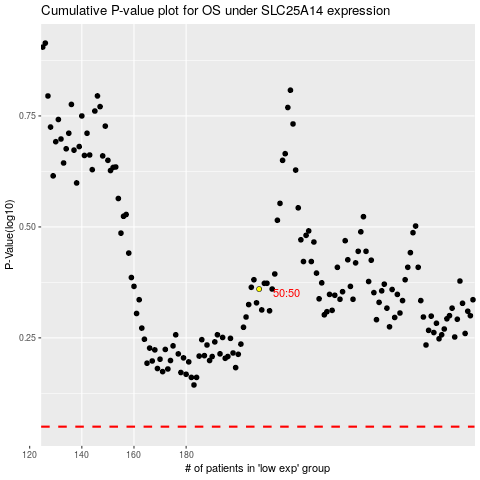 Cumulative P-value plot for OS under SLC25A14 expression
P-Value(log10)
0.75
0.50
0.25
50:50
120 140 160 180
# of patients in 'low exp' group